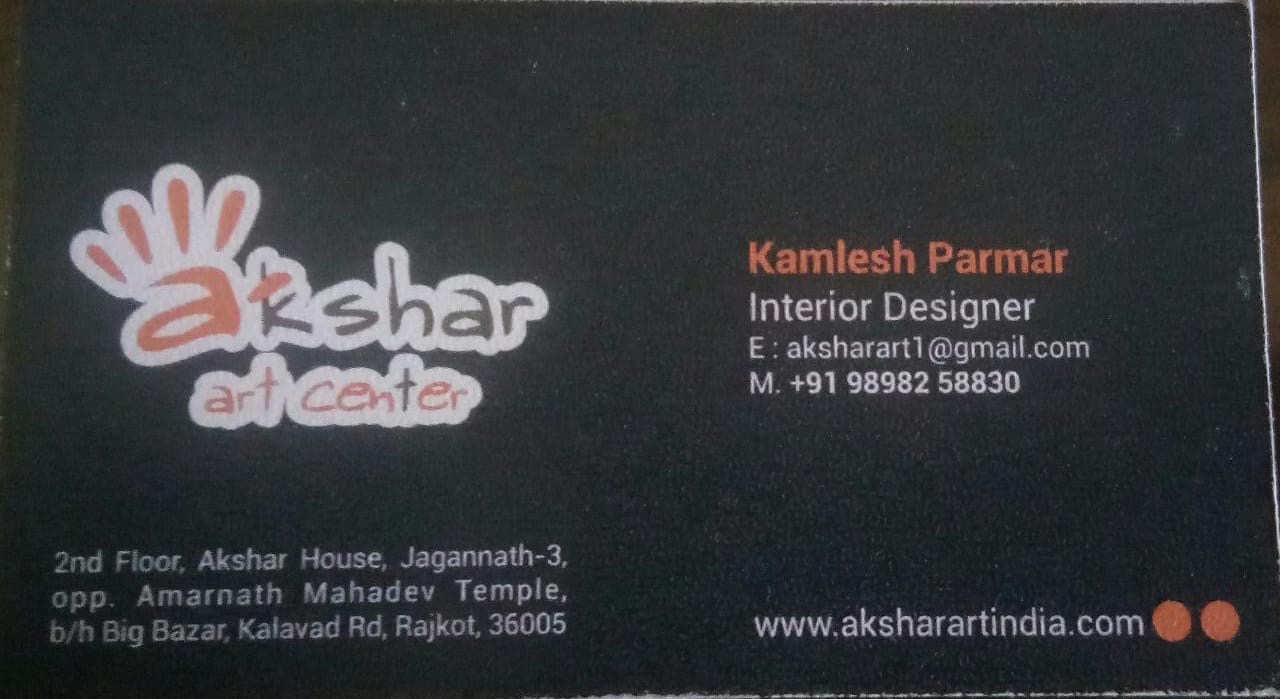 akshar
art center
Kamlesh Parmar
Interior Designer
E : aksharart1@gmail.com
M. +91 98982 58830
2nd Floor, Akshar House, Jagannath-3,
opp. Amarnath Mahadev Temple,
b/h Big Bazar, Kalavad Rd, Rajkot, 36005
www.aksharartindia.com